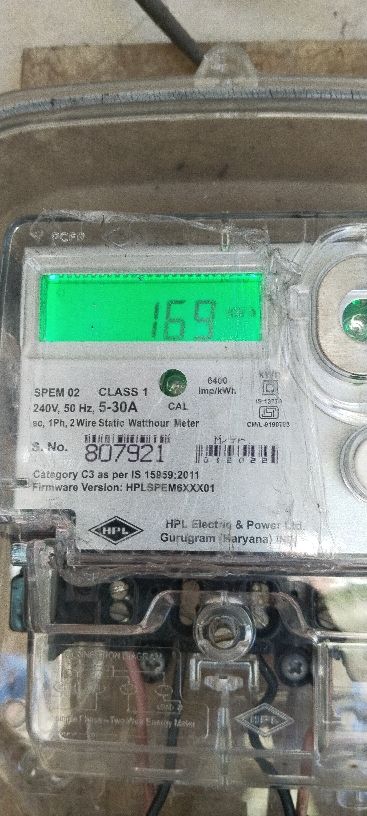 169
SPEM 02 CLASS 1 6400
240V, 50 Hz, 5-30A CAL imp/kWh
sc, 1Ph, 2 Wire Static Watthour Meter
S. No. 807921 012022
Category C3 as per IS 15959:2011
Firmware Version: HPLSPEM6XXX01
HPL HPL Electric & Power Ltd.
Gurugram (Haryana)
HPL